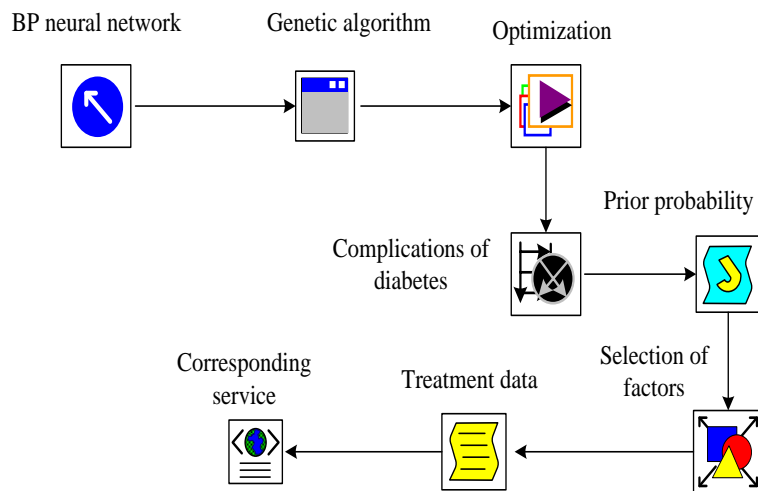 BP neural network
Genetic algorithm
Optimization
Prior probability
Complications of
diabetes
Selection of
factors
Treatment data
Corresponding
service